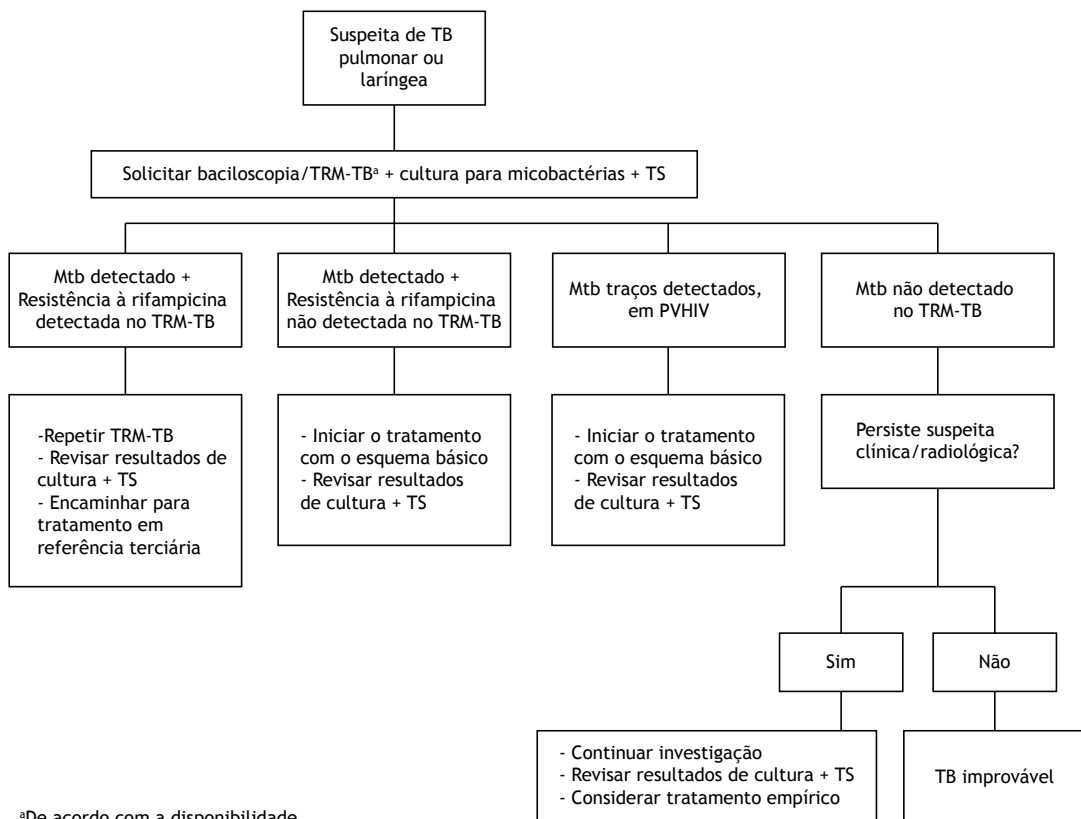 Suspeita de TB
pulmonar ou
laríngea
Solicitar baciloscopia/TRM-TBᵃ + cultura para micobactérias + TS
Mtb detectado +
Resistência à rifampicina
detectada no TRM-TB
Mtb detectado +
Resistência à rifampicina
não detectada no TRM-TB
Mtb traços detectados,
em PVHIV
Mtb não detectado
no TRM-TB
-Repetir TRM-TB
- Revisar resultados de
cultura + TS
- Encaminhar para
tratamento em
referência terciária
- Iniciar o tratamento
com o esquema básico
- Revisar resultados
de cultura + TS
- Iniciar o tratamento
com o esquema básico
- Revisar resultados
de cultura + TS
Persiste suspeita
clínica/radiológica?
Sim
Não
- Continuar investigação
- Revisar resultados de cultura + TS
- Considerar tratamento empírico
TB improvável
ᵃDe acordo com a disponibilidade